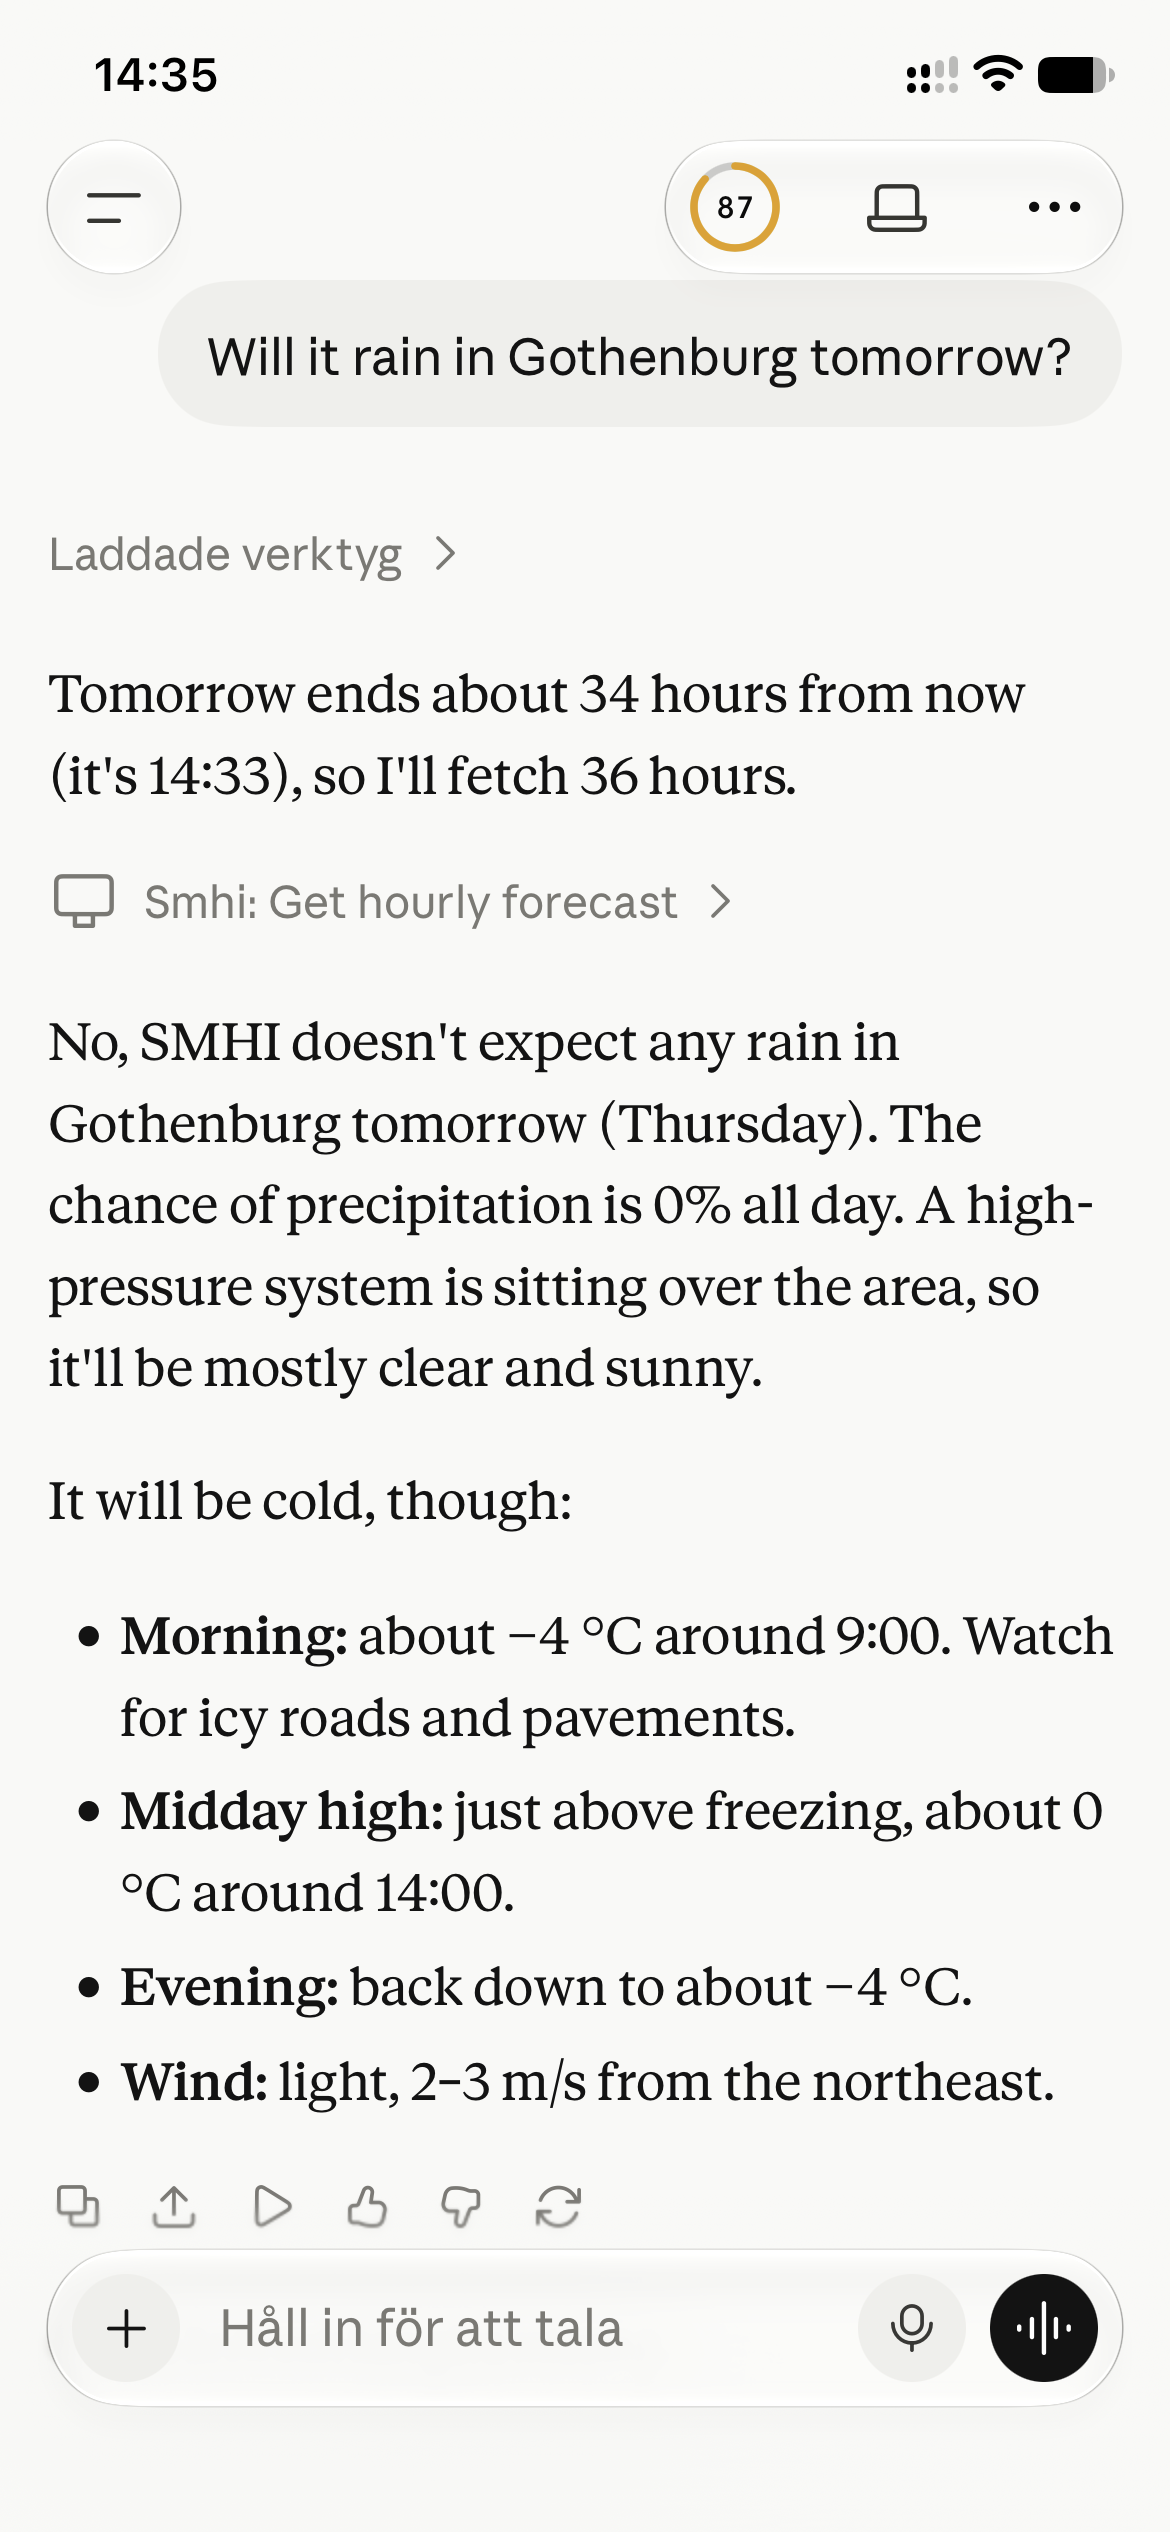 14:35
87
Will it rain in Gothenburg tomorrow?
Laddade verktyg
Tomorrow ends about 34 hours from now
(it's 14:33), so I'll fetch 36 hours.
Smhi: Get hourly forecast
No, SMHI doesn't expect any rain in
Gothenburg tomorrow (Thursday). The
chance of precipitation is 0% all day. A high-
pressure system is sitting over the area, so
it'll be mostly clear and sunny.
It will be cold, though:
• Morning: about −4 °C around 9:00. Watch
for icy roads and pavements.
• Midday high: just above freezing, about 0
°C around 14:00.
• Evening: back down to about −4 °C.
• Wind: light, 2–3 m/s from the northeast.
Håll in för att tala